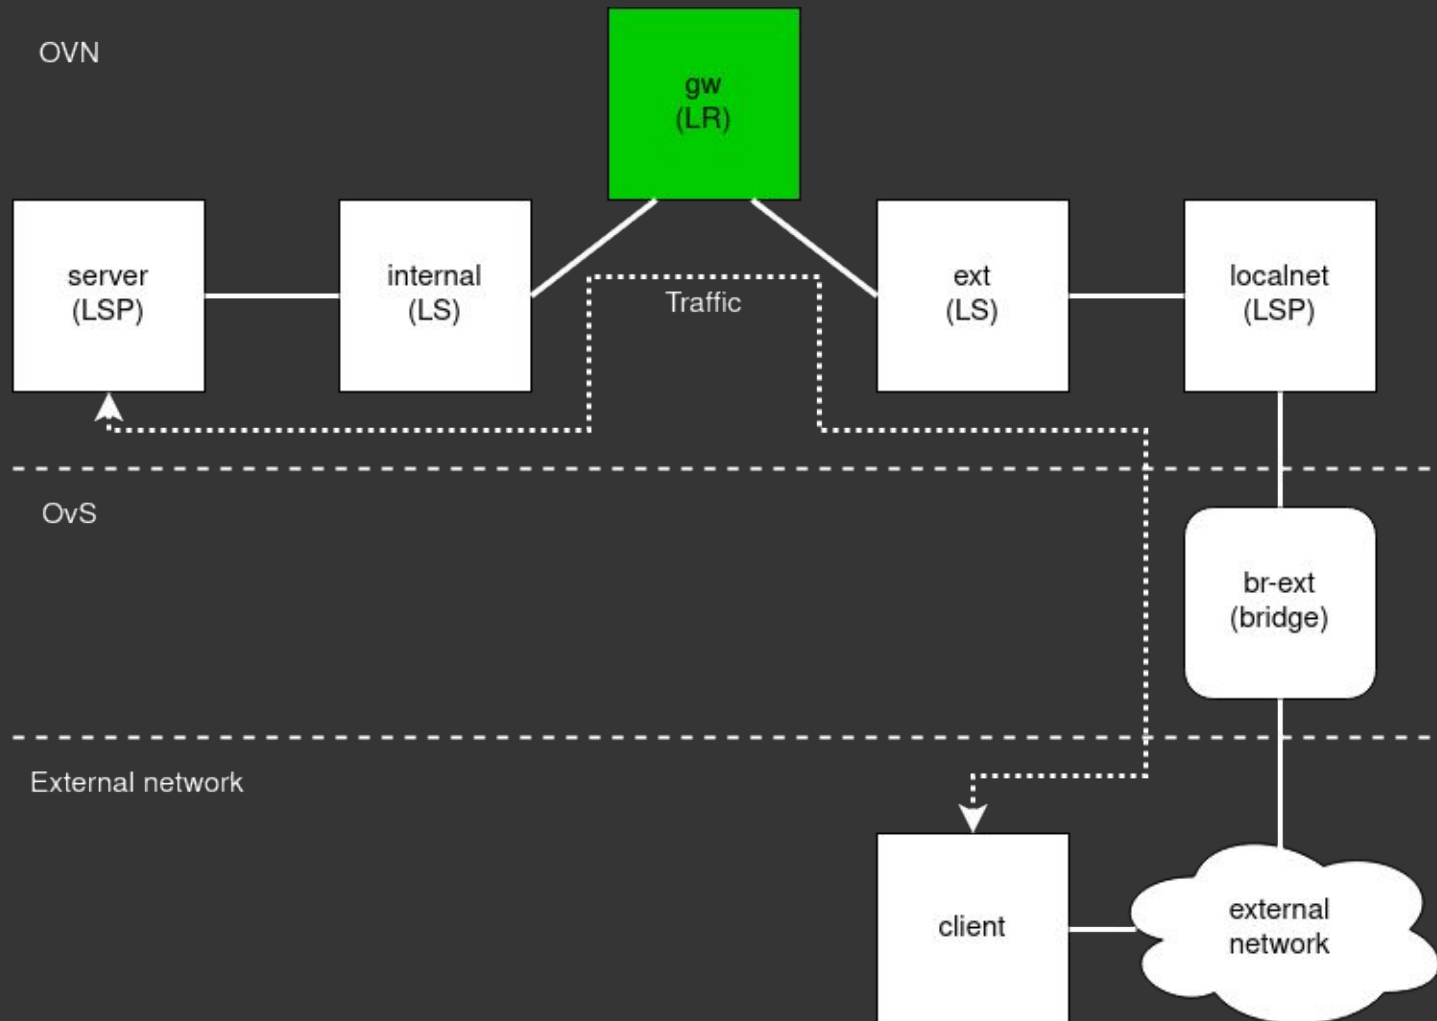 OVN
gw
(LR)
server
(LSP)
internal
(LS)
Traffic
ext
(LS)
localnet
(LSP)
OvS
br-ext
(bridge)
External network
client
external
network